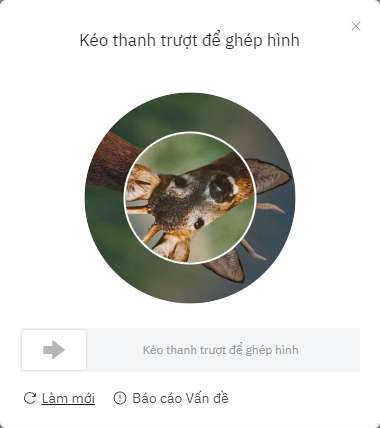 Kéo thanh trượt để ghép hình
Kéo thanh trượt để ghép hình
Làm mới
Báo cáo Vấn đề